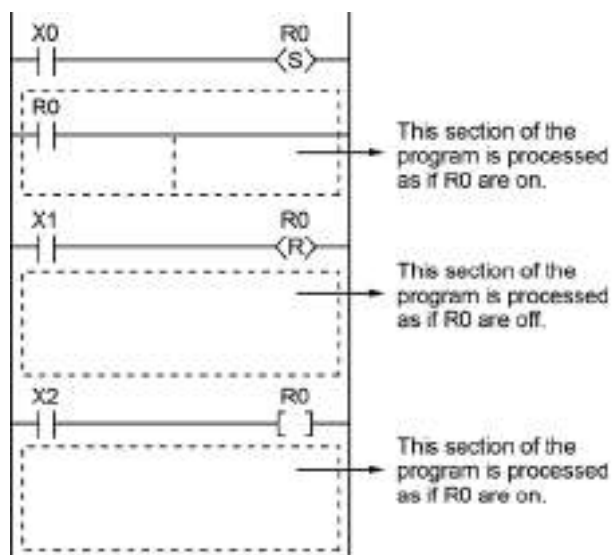 X0 R0
S
R0
This section of the
program is processed
as if R0 are on.
X1 R0
R
This section of the
program is processed
as if R0 are off.
X2 R0
This section of the
program is processed
as if R0 are on.